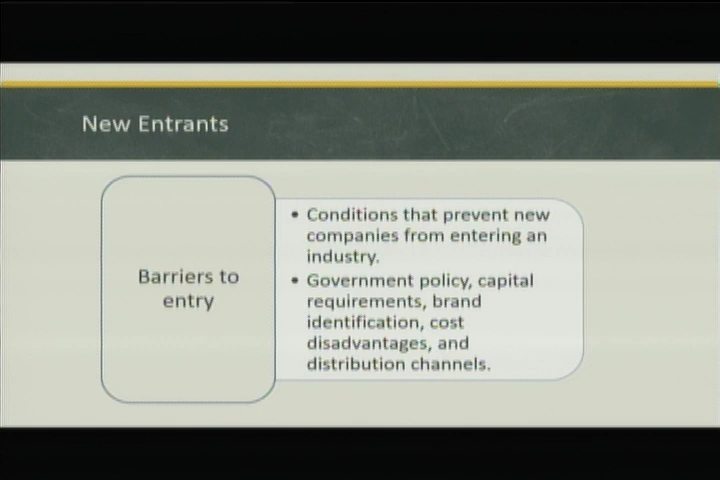 New Entrants
Barriers to
entry
• Conditions that prevent new
companies from entering an
industry.
• Government policy, capital
requirements, brand
identification, cost
disadvantages, and
distribution channels.